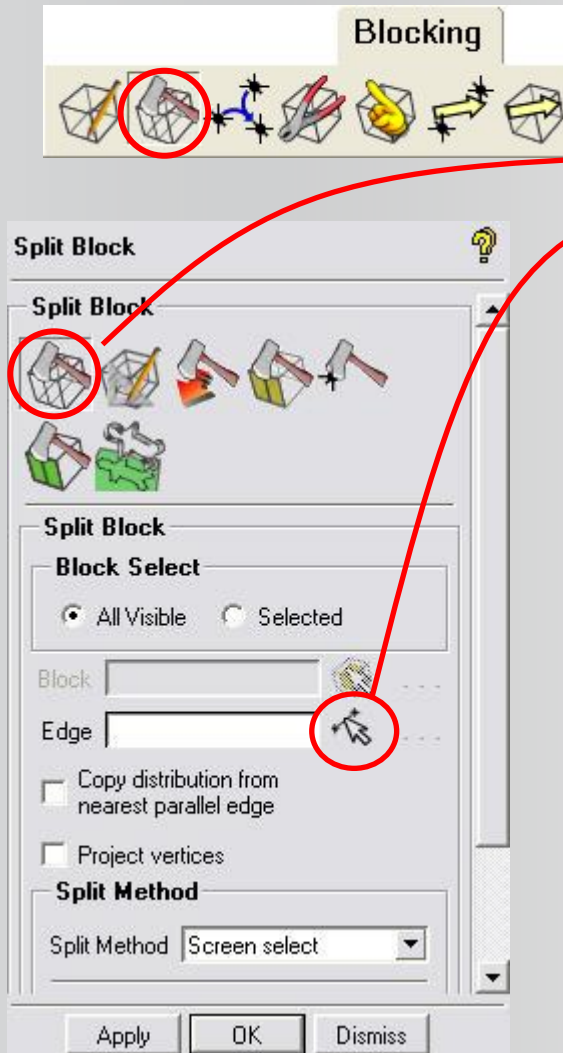 Blocking
Split Block
Split Block
Split Block
Block Select
All Visible Selected
Block
Edge
Copy distribution from
nearest parallel edge
Project vertices
Split Method
Split Method Screen select
Apply OK Dismiss